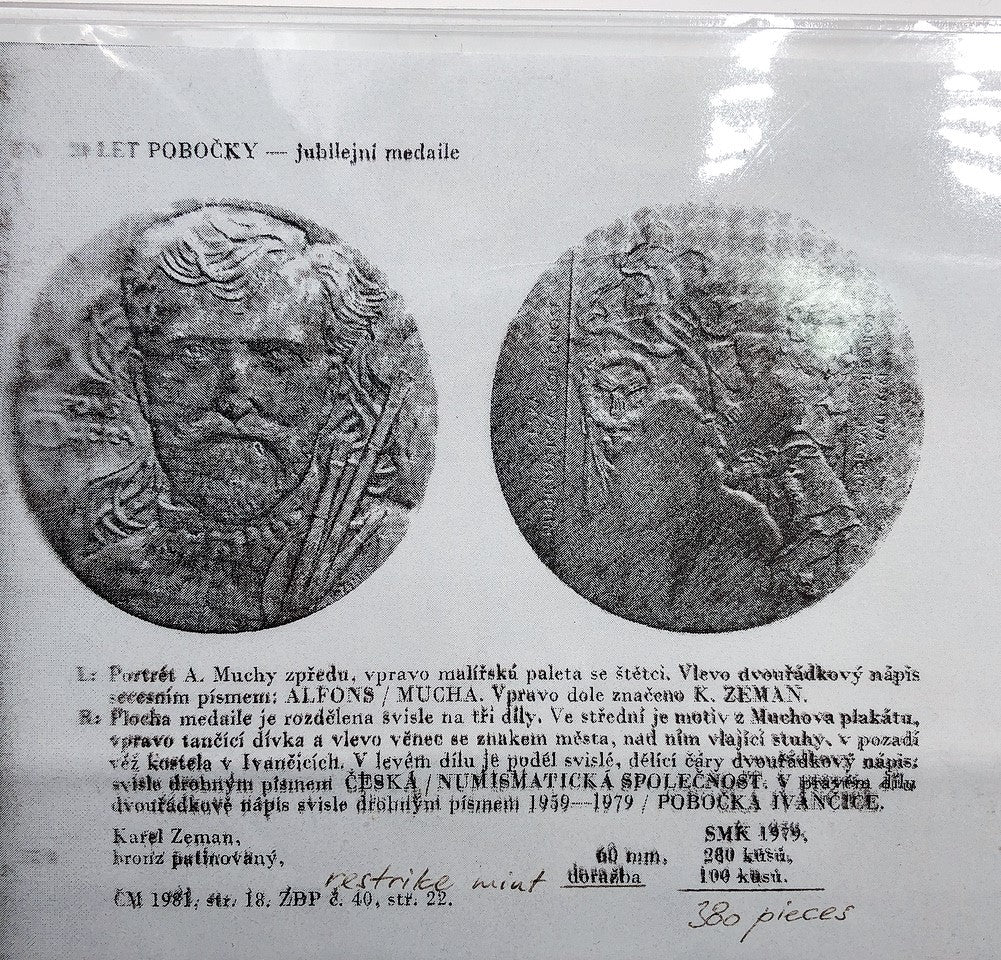 LET POBOČKY — jubilejní medaile
L: Portrét A. Muchy zpředu, vpravo malířská paleta se štětci. Vlevo dvouřádkový nápis
secesním písmem: ALFONS / MUCHA. Vpravo dole značeno K. ZEMAN.
R: Plocha medaile je rozdělena svisle na tři díly. Ve střední je motiv z Muchova plakátu,
vpravo tančící dívka a vlevo věnec se znakem města, nad ním vlající stuhy, v pozadí
věž kostela v Ivančicích. V levém dílu je podél svislé, dělící čáry dvouřádkový nápis:
svisle drobným písmem ČESKÁ / NUMISMATICKÁ SPOLEČNOST. V pravém dílu
dvouřádkově nápis svisle drobným písmem 1959—1979 / POBOČKA IVANČICE.
Karel Zeman, SMK 1979,
bronz patinovaný, 60 mm, 280 kusů,
restrike mint doražba 100 kusů.
ČM 1981, str. 18. ZBP č. 40, str. 22.
380 pieces